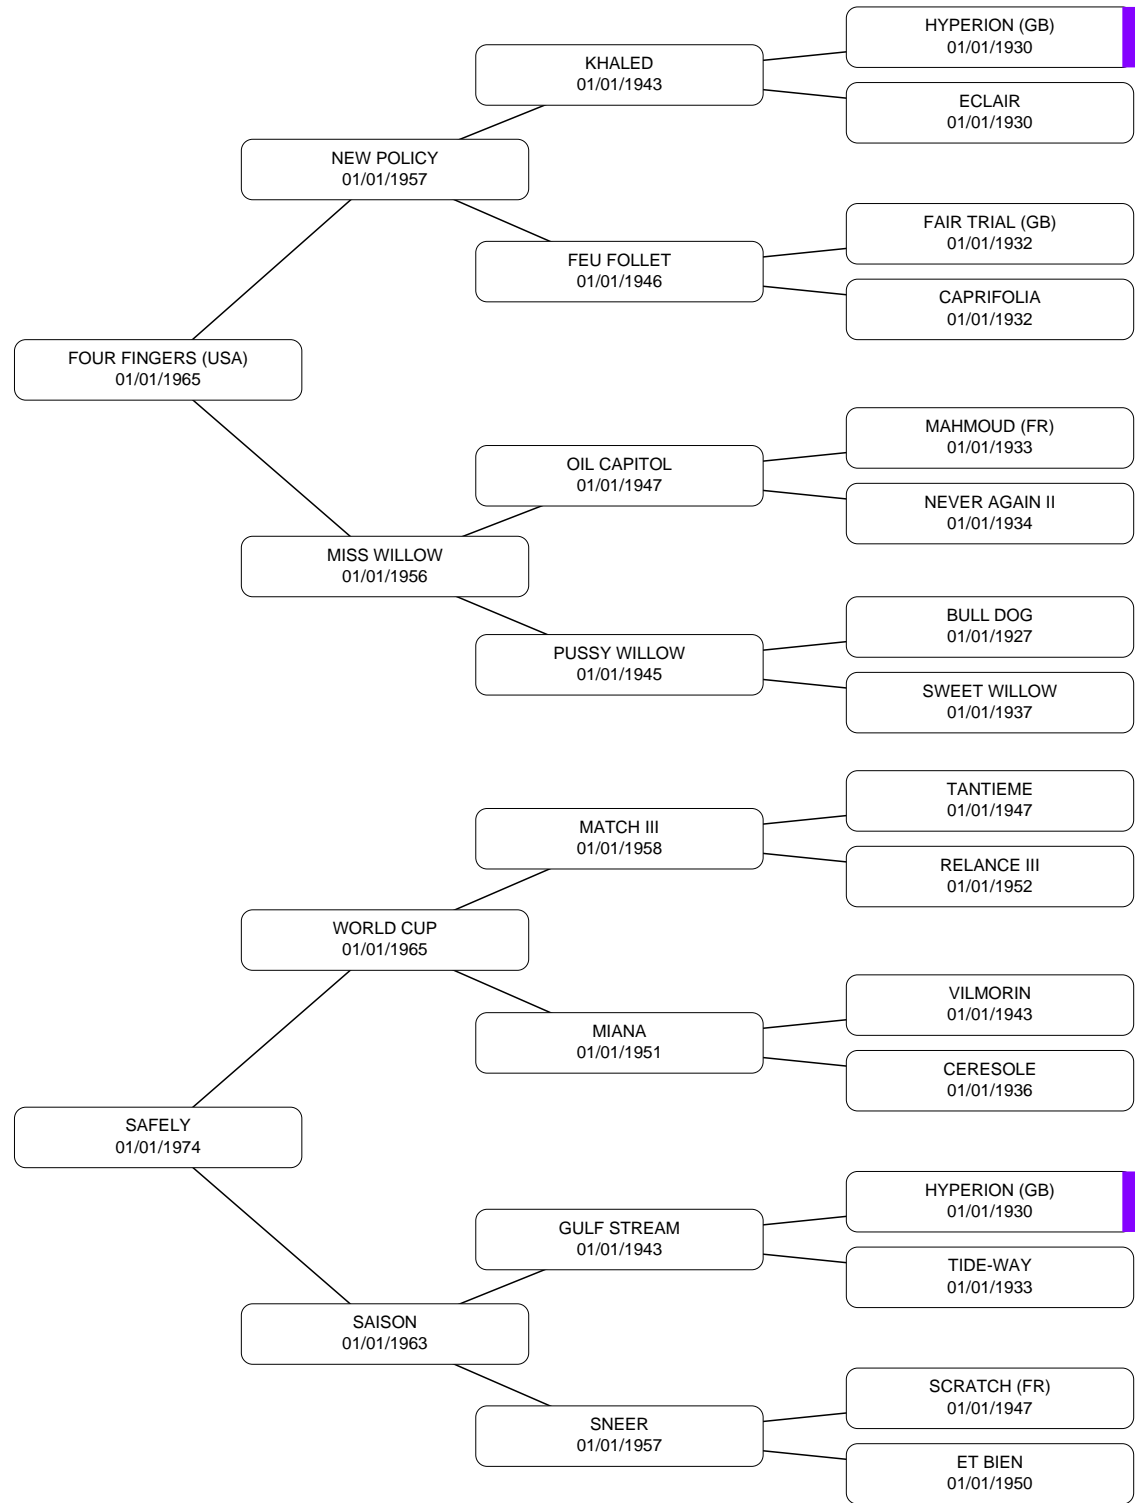 HYPERION (GB)
01/01/1930
KHALED
01/01/1943
ECLAIR
01/01/1930
NEW POLICY
01/01/1957
FAIR TRIAL (GB)
01/01/1932
FEU FOLLET
01/01/1946
CAPRIFOLIA
01/01/1932
FOUR FINGERS (USA)
01/01/1965
MAHMOUD (FR)
01/01/1933
OIL CAPITOL
01/01/1947
NEVER AGAIN II
01/01/1934
MISS WILLOW
01/01/1956
BULL DOG
01/01/1927
PUSSY WILLOW
01/01/1945
SWEET WILLOW
01/01/1937
TANTIEME
01/01/1947
MATCH III
01/01/1958
RELANCE III
01/01/1952
WORLD CUP
01/01/1965
VILMORIN
01/01/1943
MIANA
01/01/1951
CERESOLE
01/01/1936
SAFELY
01/01/1974
HYPERION (GB)
01/01/1930
GULF STREAM
01/01/1943
TIDE-WAY
01/01/1933
SAISON
01/01/1963
SCRATCH (FR)
01/01/1947
SNEER
01/01/1957
ET BIEN
01/01/1950